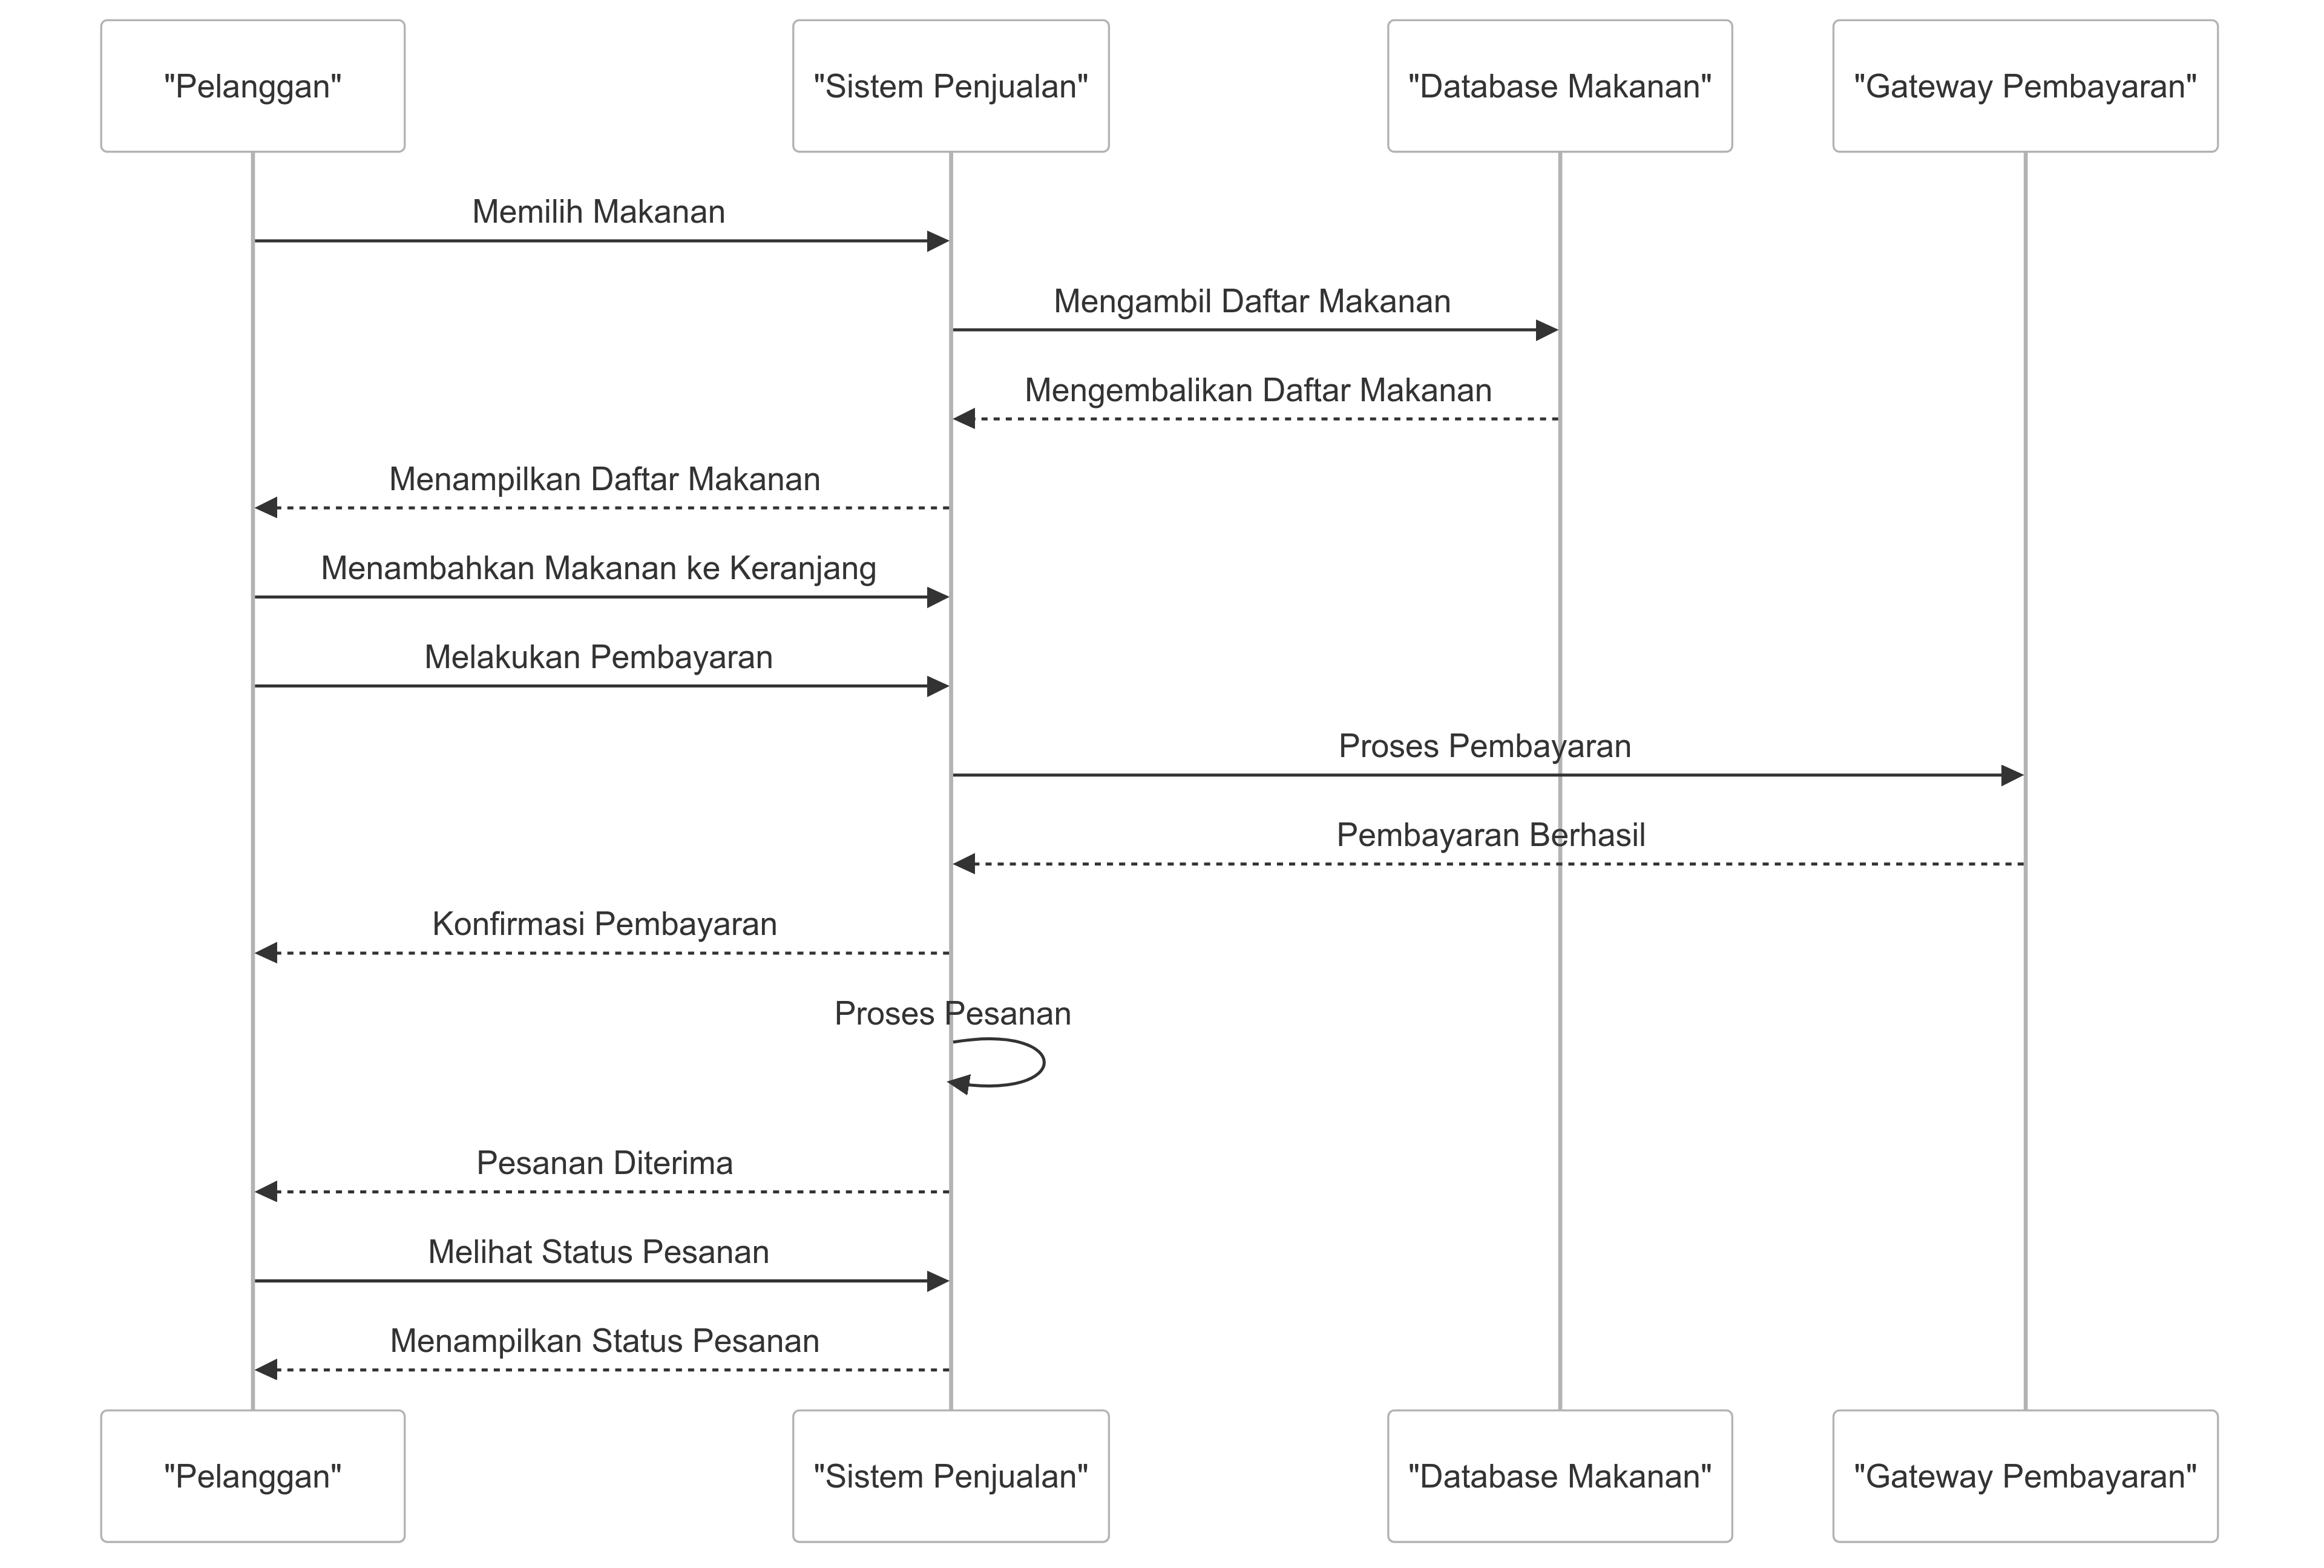 "Pelanggan"
"Sistem Penjualan"
"Database Makanan"
"Gateway Pembayaran"
Memilih Makanan
Mengambil Daftar Makanan
Mengembalikan Daftar Makanan
Menampilkan Daftar Makanan
Menambahkan Makanan ke Keranjang
Melakukan Pembayaran
Proses Pembayaran
Pembayaran Berhasil
Konfirmasi Pembayaran
Proses Pesanan
Pesanan Diterima
Melihat Status Pesanan
Menampilkan Status Pesanan
"Pelanggan"
"Sistem Penjualan"
"Database Makanan"
"Gateway Pembayaran"